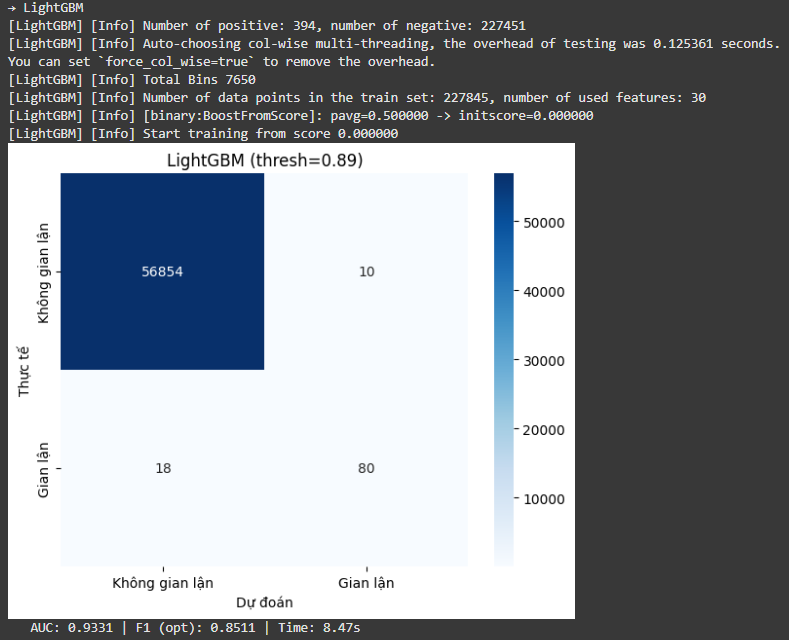 → LightGBM
[LightGBM] [Info] Number of positive: 394, number of negative: 227451
[LightGBM] [Info] Auto-choosing col-wise multi-threading, the overhead of testing was 0.125361 seconds.
You can set `force_col_wise=true` to remove the overhead.
[LightGBM] [Info] Total Bins 7650
[LightGBM] [Info] Number of data points in the train set: 227845, number of used features: 30
[LightGBM] [Info] [binary:BoostFromScore]: pavg=0.500000 -> initscore=0.000000
[LightGBM] [Info] Start training from score 0.000000
LightGBM (thresh=0.89)
Thực tế
Không gian lận
56854
10
Gian lận
18
80
Không gian lận
Gian lận
Dự đoán
50000
40000
30000
20000
10000
AUC: 0.9331 | F1 (opt): 0.8511 | Time: 8.47s